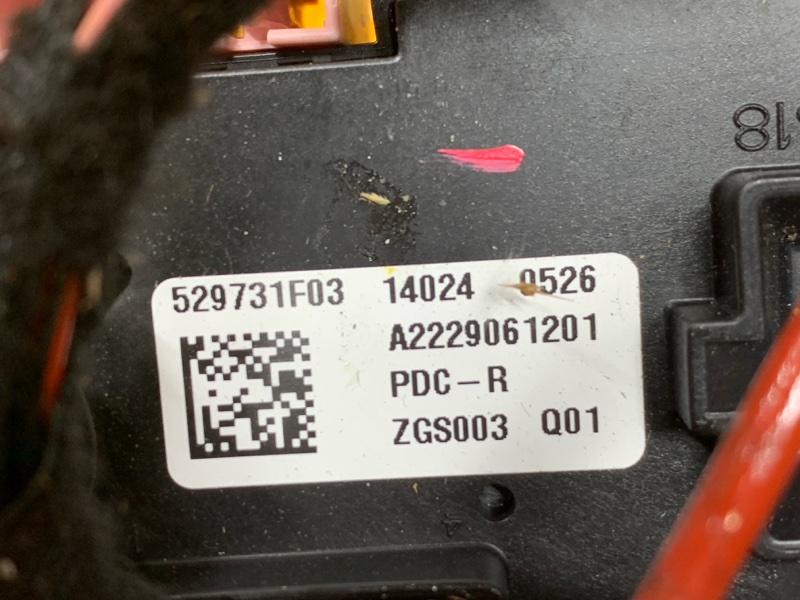 529731F03 14024 0526
A2229061201
PDC-R
ZGS003 Q01